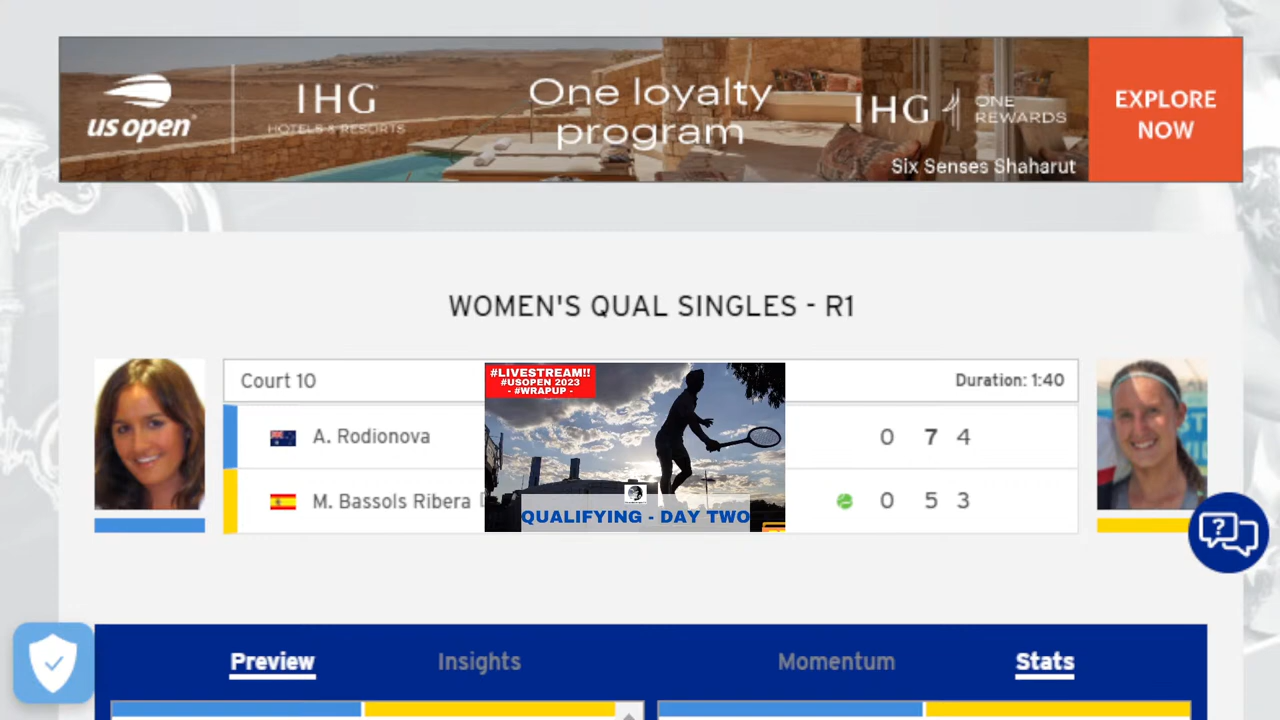 us open
IHG
HOTELS & RESORTS
One loyalty
program
IHG
ONE
REWARDS
Six Senses Shaharut
EXPLORE
NOW
WOMEN'S QUAL SINGLES - R1
Court 10
Duration: 1:40
A. Rodionova
0 7 4
M. Bassols Ribera
0 5 3
#LIVESTREAM!!
#USOPEN 2023
- #WRAPUP -
QUALIFYING - DAY TWO
?
Preview
Insights
Momentum
Stats